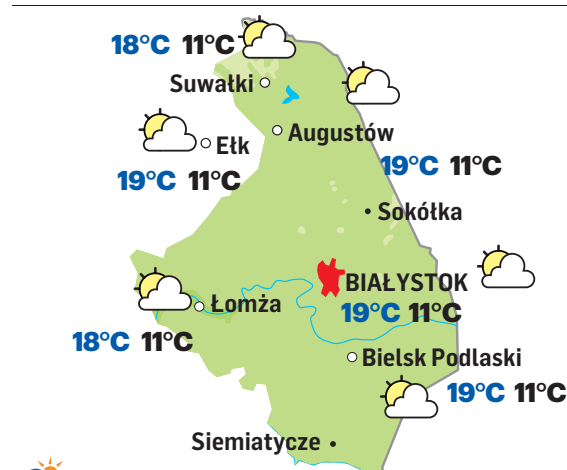 18°C 11°C
Suwałki
Augustów
Ełk
19°C 11°C
19°C 11°C
Sokółka
BIAŁYSTOK
Łomża
19°C 11°C
18°C 11°C
Bielsk Podlaski
19°C 11°C
Siemiatycze